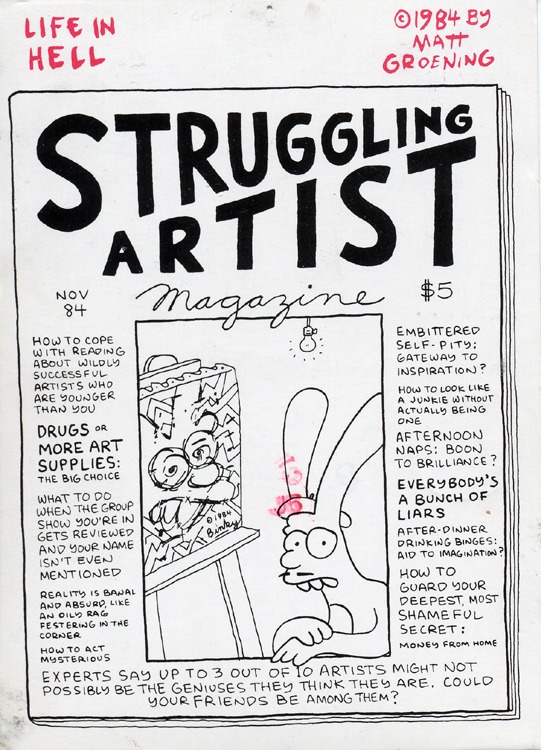 LIFE IN
HELL
©1984 BY
MATT
GROENING
STRUGGLING
ARTIST
Magazine
NOV
84
$5
HOW TO COPE
WITH READING
ABOUT WILDLY
SUCCESSFUL
ARTISTS WHO
ARE YOUNGER
THAN YOU
DRUGS OR
MORE ART
SUPPLIES:
THE BIG CHOICE
WHAT TO DO
WHEN THE GROUP
SHOW YOU'RE IN
GETS REVIEWED
AND YOUR NAME
ISN'T EVEN
MENTIONED
REALITY IS BANAL
AND ABSURD, LIKE
AN OILY RAG
FESTERING IN THE
CORNER
HOW TO ACT
MYSTERIOUS
©1984
Binky
EMBITTERED
SELF-PITY:
GATEWAY TO
INSPIRATION?
HOW TO LOOK LIKE
A JUNKIE WITHOUT
ACTUALLY BEING
ONE
AFTERNOON
NAPS: BOON
TO BRILLIANCE?
EVERYBODY'S
A BUNCH OF
LIARS
AFTER-DINNER
DRINKING BINGES:
AID TO IMAGINATION?
HOW TO
GUARD YOUR
DEEPEST, MOST
SHAMEFUL
SECRET:
MONEY FROM HOME
EXPERTS SAY UP TO 3 OUT OF 10 ARTISTS MIGHT NOT
POSSIBLY BE THE GENIUSES THEY THINK THEY ARE. COULD
YOUR FRIENDS BE AMONG THEM?